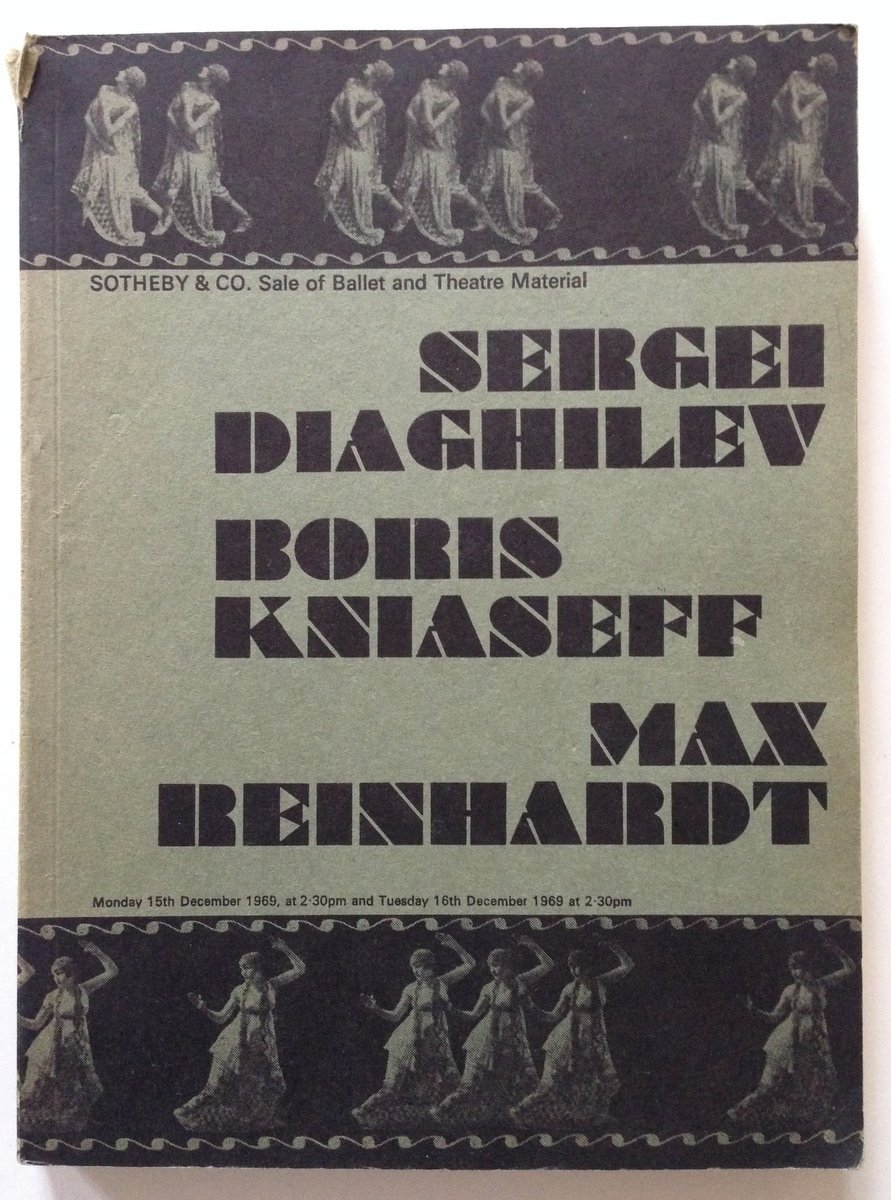 SOTHEBY & CO. Sale of Ballet and Theatre Material
SERGEI
DIAGHILEV
BORIS
KNIASEFF
MAX
REINHARDT
Monday 15th December 1969, at 2·30pm and Tuesday 16th December 1969 at 2·30pm